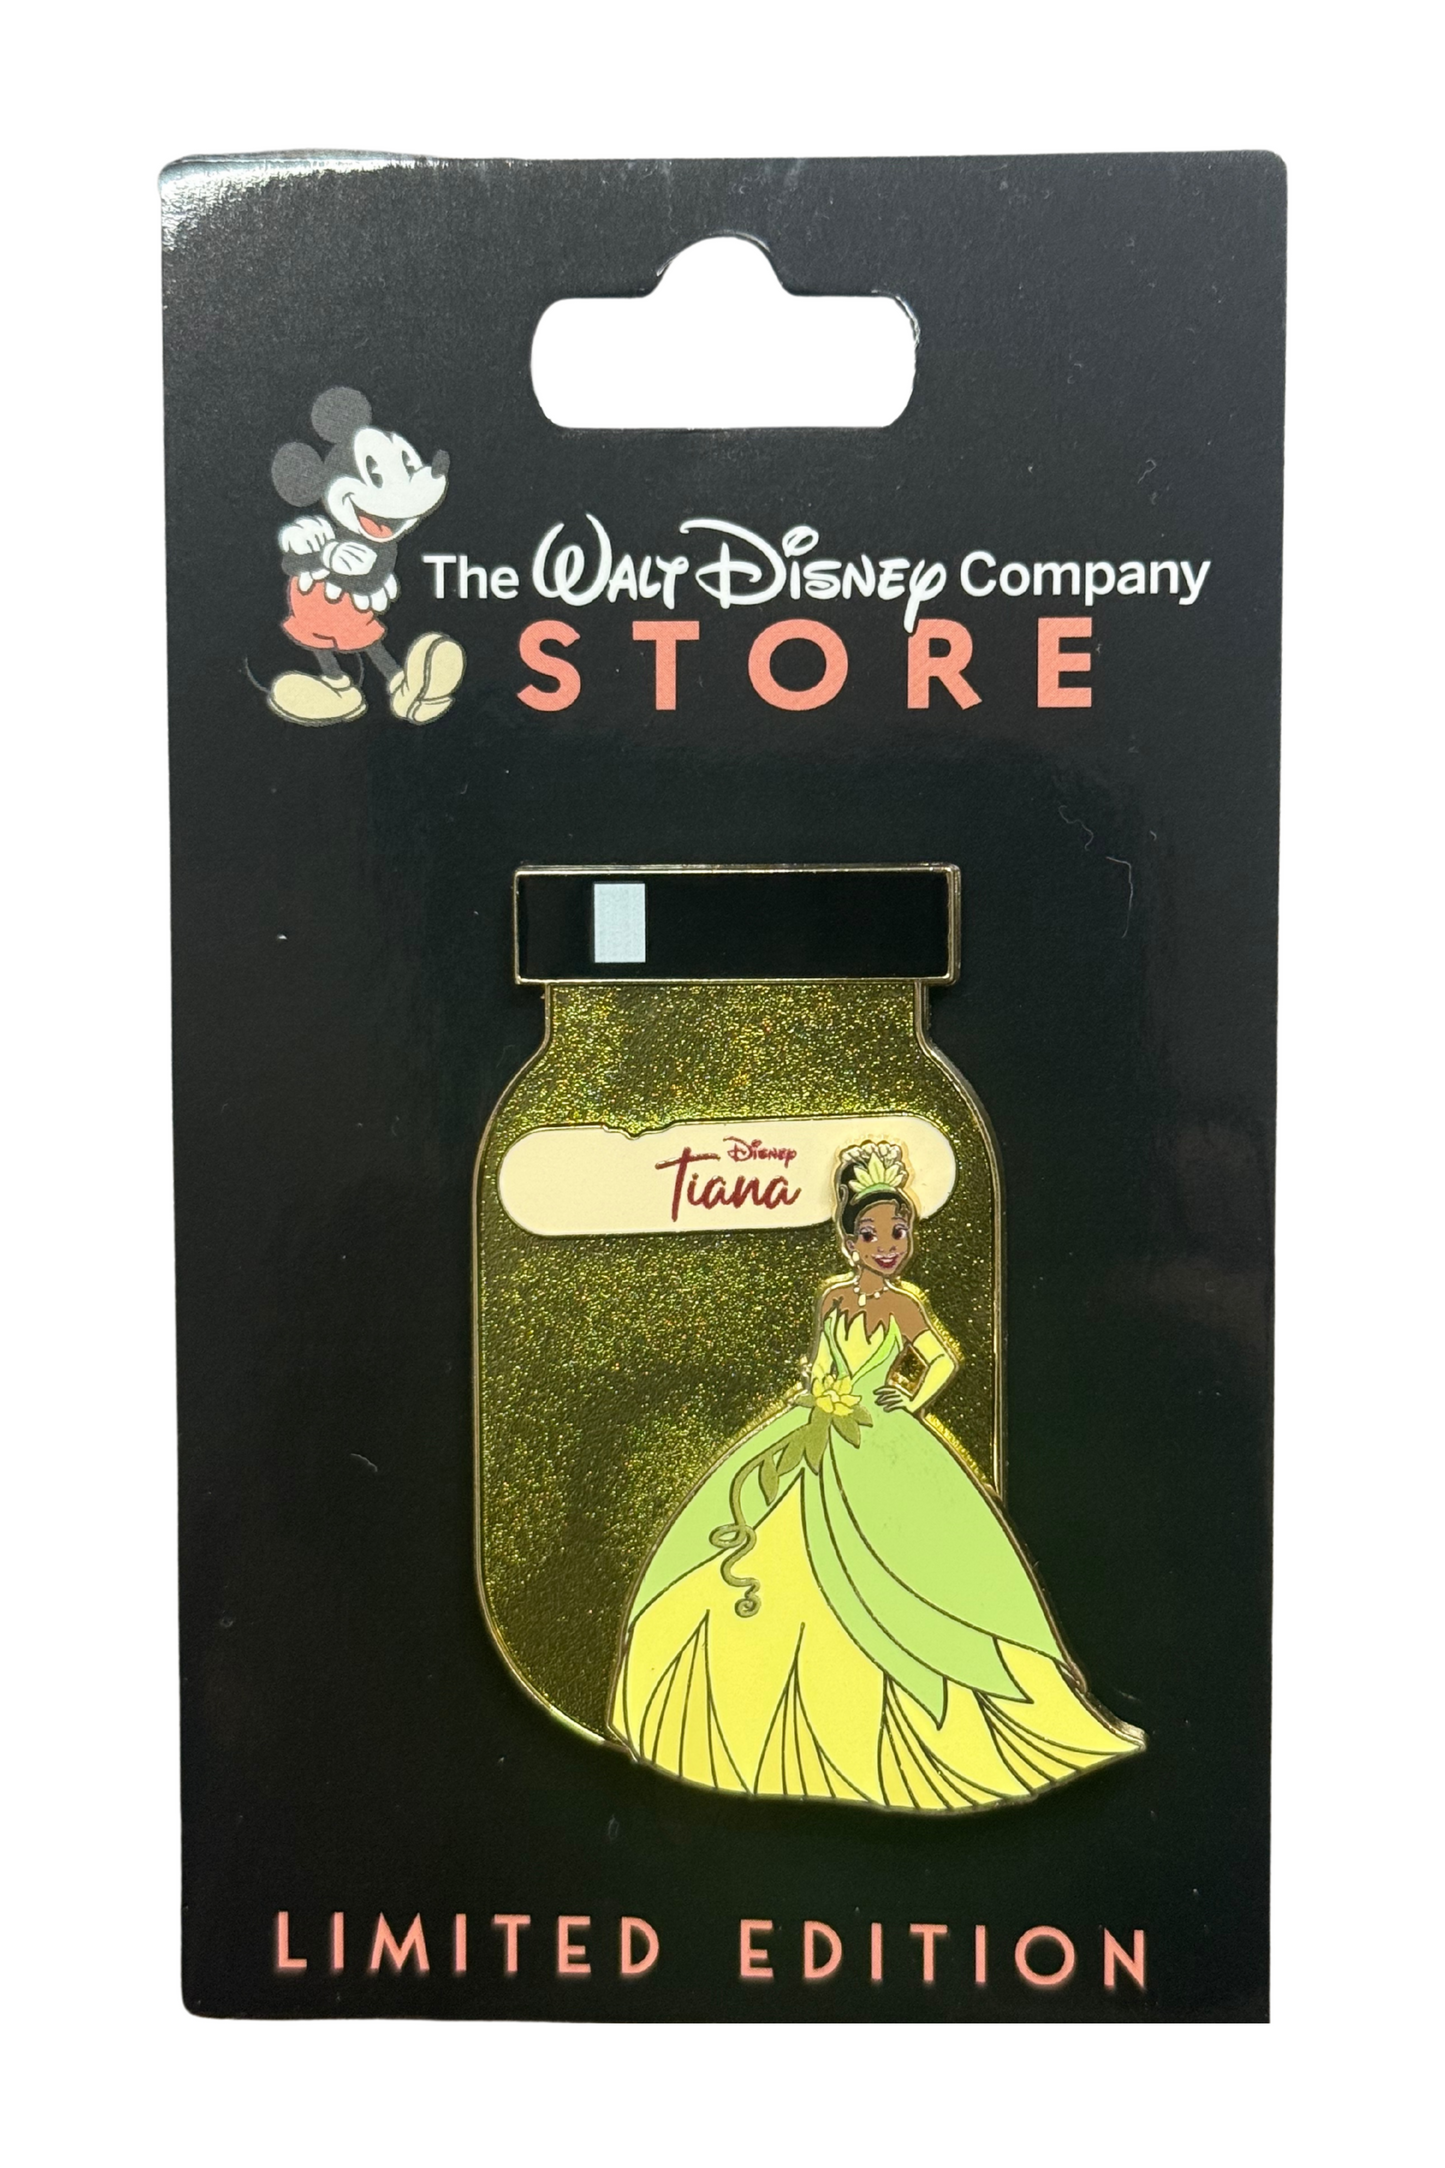 The Walt Disney Company
STORE
Disney
Tiana
LIMITED EDITION